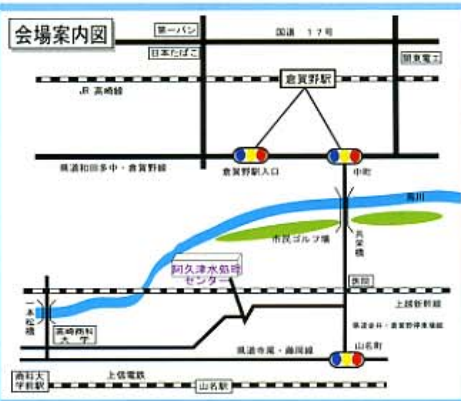 会場案内図
第一パン
国道 17号
日本たばこ
関東電工
倉賀野駅
JR 高崎線
県道和田多中・倉賀野線
倉賀野駅入口
中町
烏川
市民ゴルフ場
共栄橋
阿久津水処理
センター
医院
上越新幹線
一本松橋
高崎商科
大学
県道金井・倉賀野停車場線
県道寺尾・藤岡線
山名町
商科大
学前駅
上信電鉄
山名駅